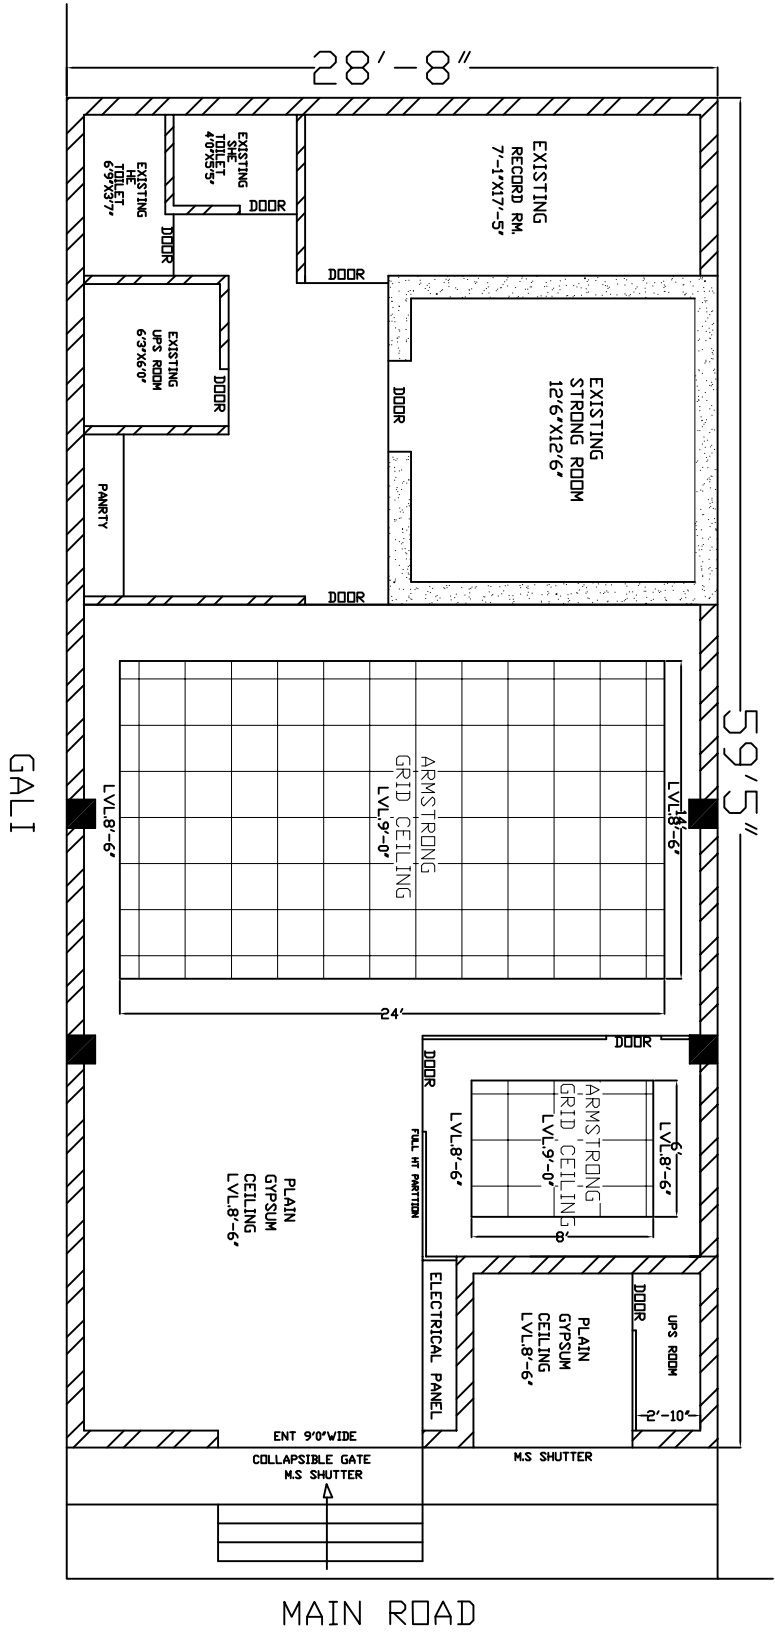 28'-8"
EXISTING
HE
TOILET
6'9"X3'7"
DOOR
EXISTING
SHE
TOILET
4'0"X5'5"
DOOR
EXISTING
RECORD RM.
7'-1"X17'-5"
DOOR
EXISTING
UPS ROOM
6'3"X6'0"
DOOR
EXISTING
STRONG ROOM
12'6"X12'6"
DOOR
PANRTY
DOOR
59'5"
GALI
ARMSTRONG
GRID CEILING
LVL.9'-0"
LVL.8'-6"
LVL.8'-6"
14'
24'
DOOR
DOOR
ARMSTRONG
GRID CEILING
LVL.9'-0"
LVL.8'-6"
LVL.8'-6"
6'
8'
FULL HT PARTTION
PLAIN
GYPSUM
CEILING
LVL.8'-6"
ELECTRICAL PANEL
PLAIN
GYPSUM
CEILING
LVL.8'-6"
DOOR
UPS ROOM
2'-10"
ENT 9'0"WIDE
COLLAPSIBLE GATE
M.S SHUTTER
M.S SHUTTER
MAIN ROAD